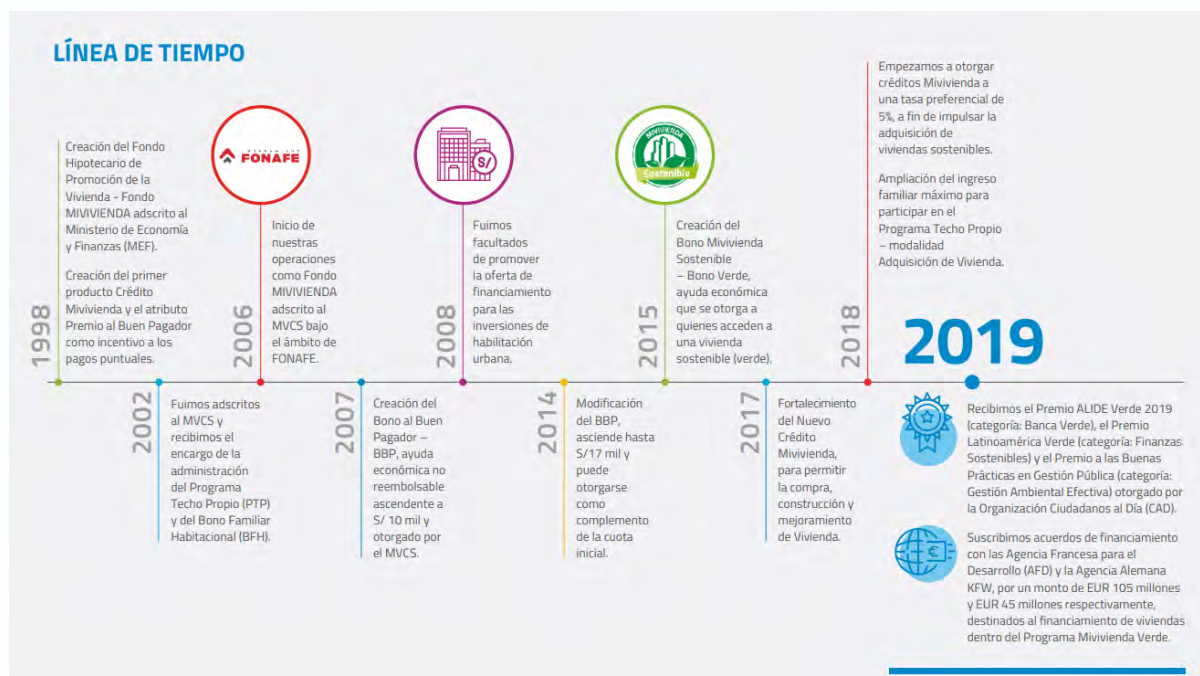 LÍNEA DE TIEMPO
1998
Creación del Fondo
Hipotecario de
Promoción de la
Vivienda - Fondo
MIVIVIENDA adscrito al
Ministerio de Economía
y Finanzas (MEF).
Creación del primer
producto Crédito
Mivivienda y el atributo
Premio al Buen Pagador
como incentivo a los
pagos puntuales.
2002
Fuimos adscritos
al MVCS y
recibimos el
encargo de la
administración
del Programa
Techo Propio (PTP)
y del Bono Familiar
Habitacional (BFH).
FONAFE
2006
Inicio de
nuestras
operaciones
como Fondo
MIVIVIENDA
adscrito al
MVCS bajo
el ámbito de
FONAFE.
2007
Creación del
Bono al Buen
Pagador –
BBP, ayuda
económica no
reembolsable
ascendente a
S/ 10 mil y
otorgado por
el MVCS.
S/
2008
Fuimos
facultados
de promover
la oferta de
financiamiento
para las
inversiones de
habilitación
urbana.
2014
Modificación
del BBP,
asciende hasta
S/17 mil y
puede
otorgarse
como
complemento
de la cuota
inicial.
MIVIVIENDA
Sostenible
2015
Creación del
Bono Mivivienda
Sostenible
– Bono Verde,
ayuda económica
que se otorga a
quienes acceden a
una vivienda
sostenible (verde).
2017
Fortalecimiento
del Nuevo
Crédito
Mivivienda,
para permitir
la compra,
construcción y
mejoramiento
de Vivienda.
2018
Empezamos a otorgar
créditos Mivivienda a
una tasa preferencial de
5%, a fin de impulsar la
adquisición de
viviendas sostenibles.
Ampliación del ingreso
familiar máximo para
participar en el
Programa Techo Propio
– modalidad
Adquisición de Vivienda.
2019
Recibimos el Premio ALIDE Verde 2019
(categoría: Banca Verde), el Premio
Latinoamérica Verde (categoría: Finanzas
Sostenibles) y el Premio a las Buenas
Prácticas en Gestión Pública (categoría:
Gestión Ambiental Efectiva) otorgado por
la Organización Ciudadanos al Día (CAD).
€
Suscribimos acuerdos de financiamiento
con las Agencia Francesa para el
Desarrollo (AFD) y la Agencia Alemana
KFW, por un monto de EUR 105 millones
y EUR 45 millones respectivamente,
destinados al financiamiento de viviendas
dentro del Programa Mivivienda Verde.